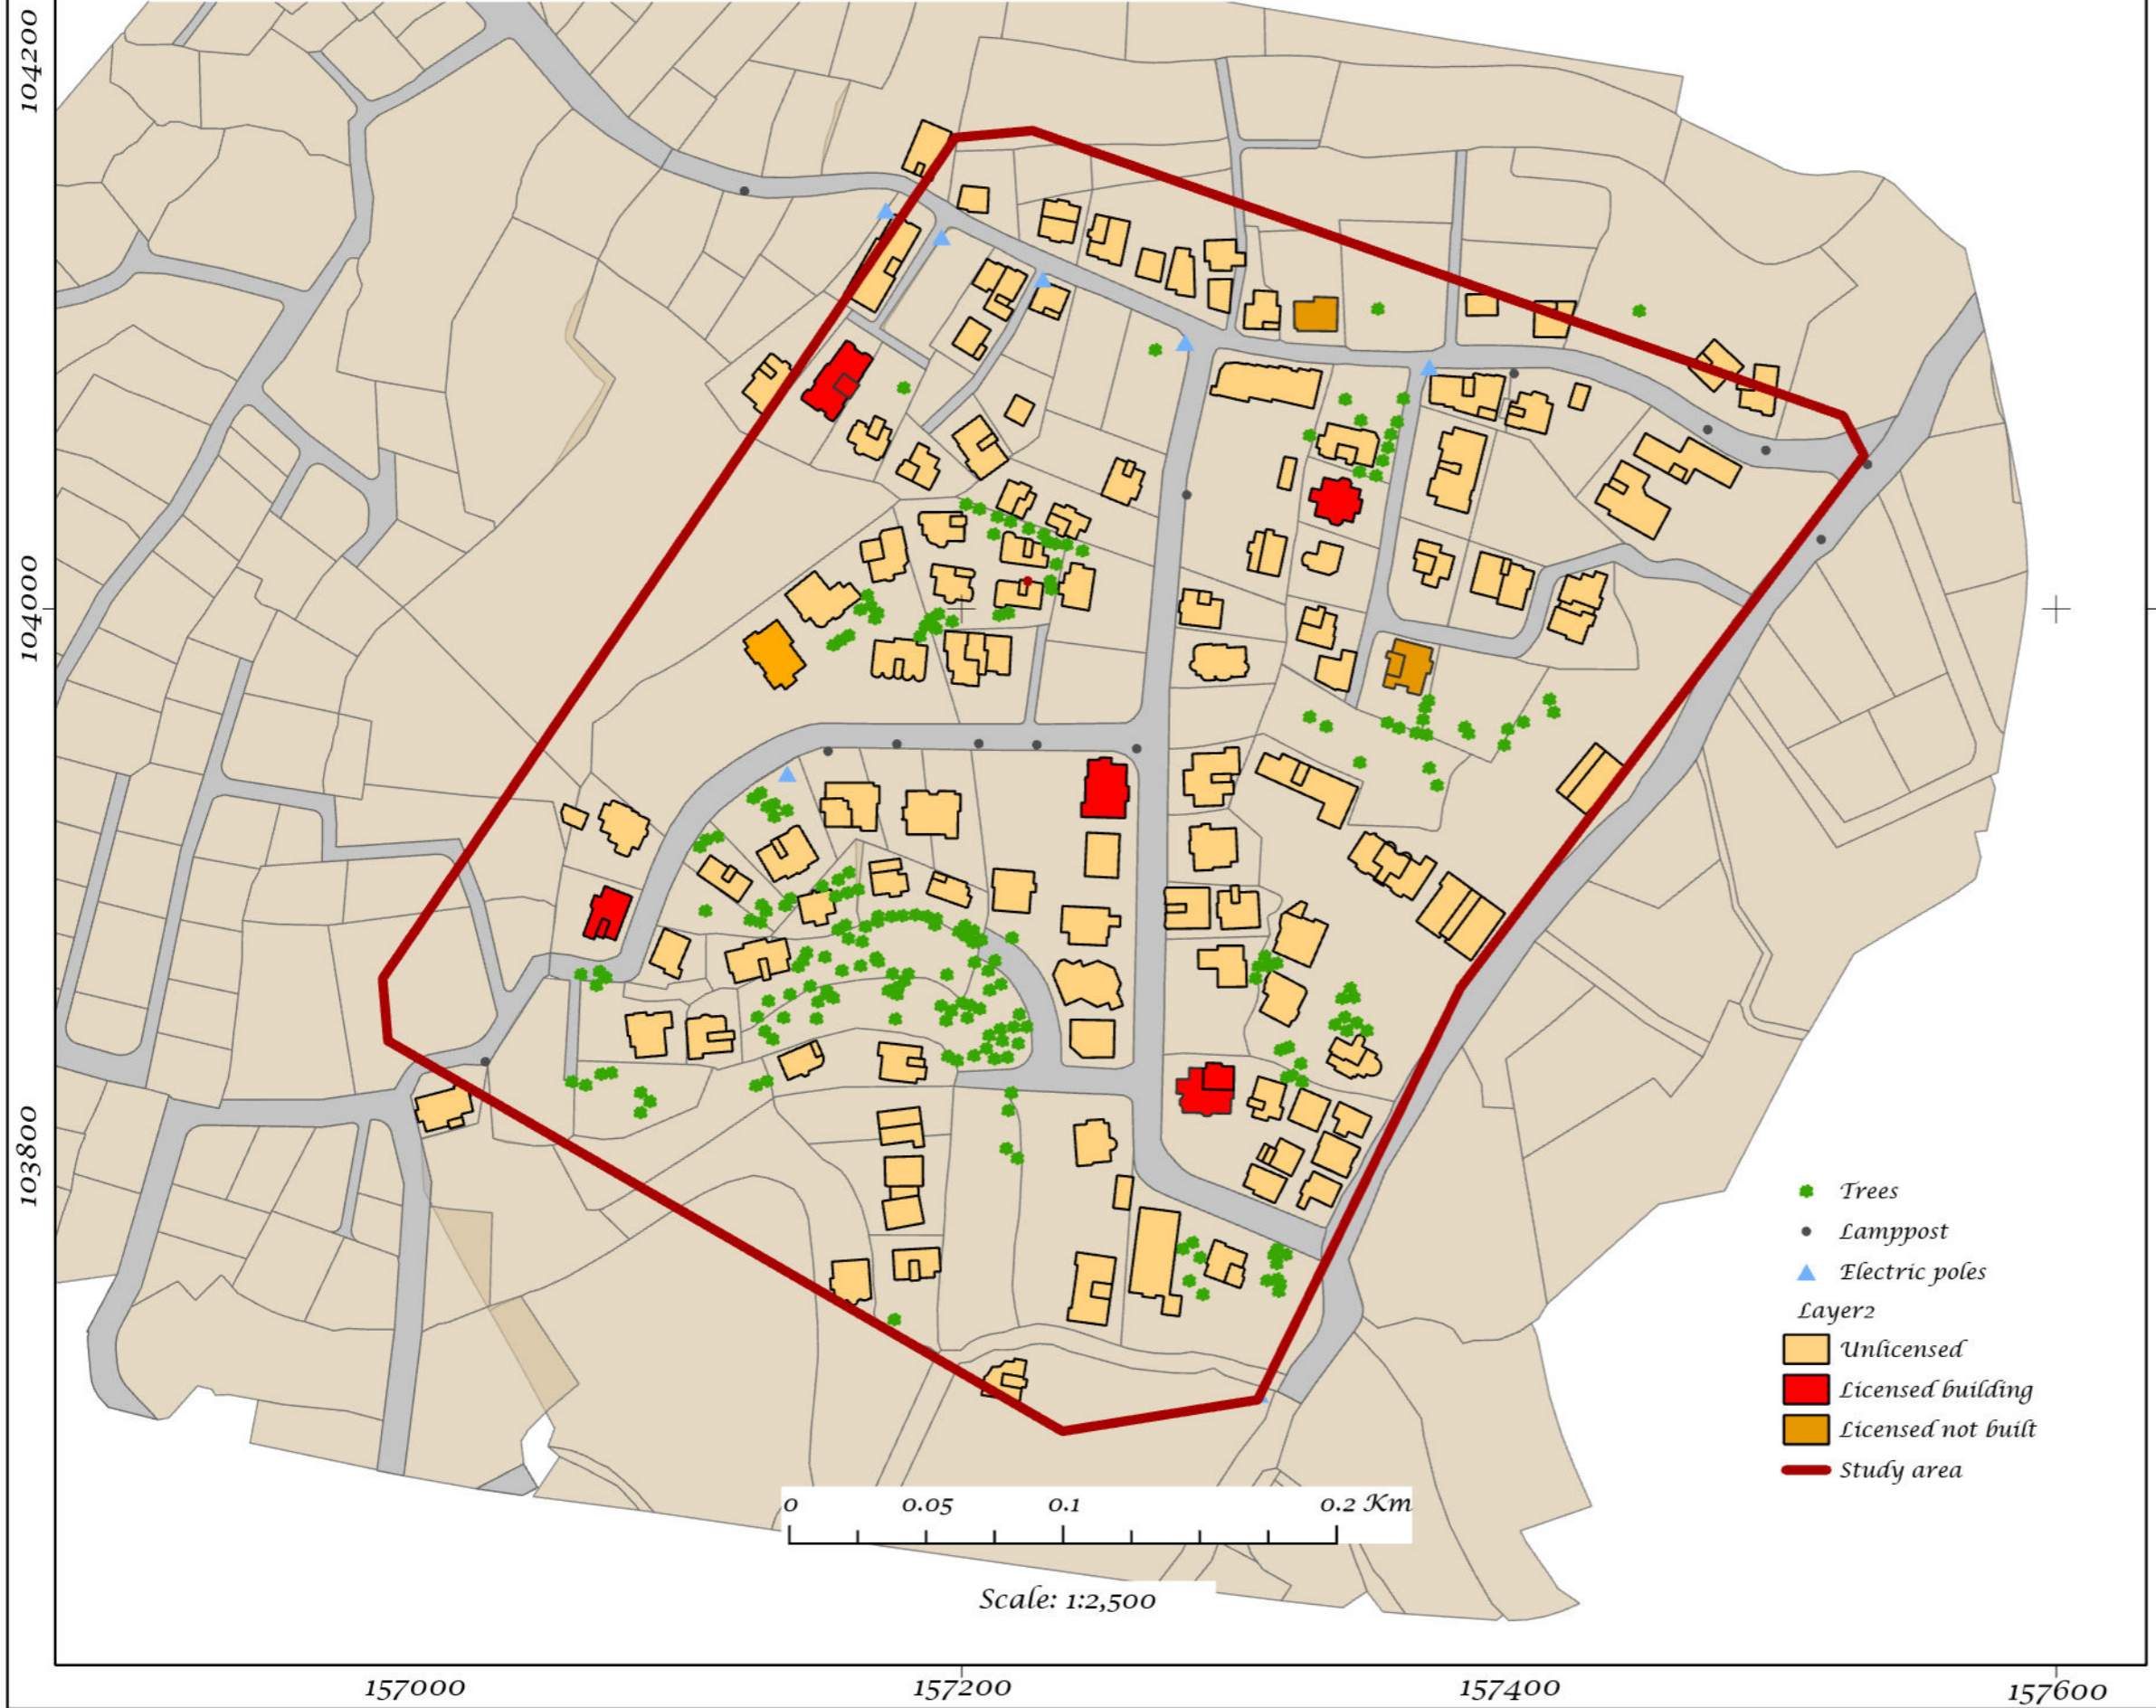 104200
104000
103800
Trees
Lamppost
Electric poles
Layer2
Unlicensed
Licensed building
Licensed not built
Study area
0 0.05 0.1 0.2 Km
Scale: 1:2,500
157000 157200 157400 157600